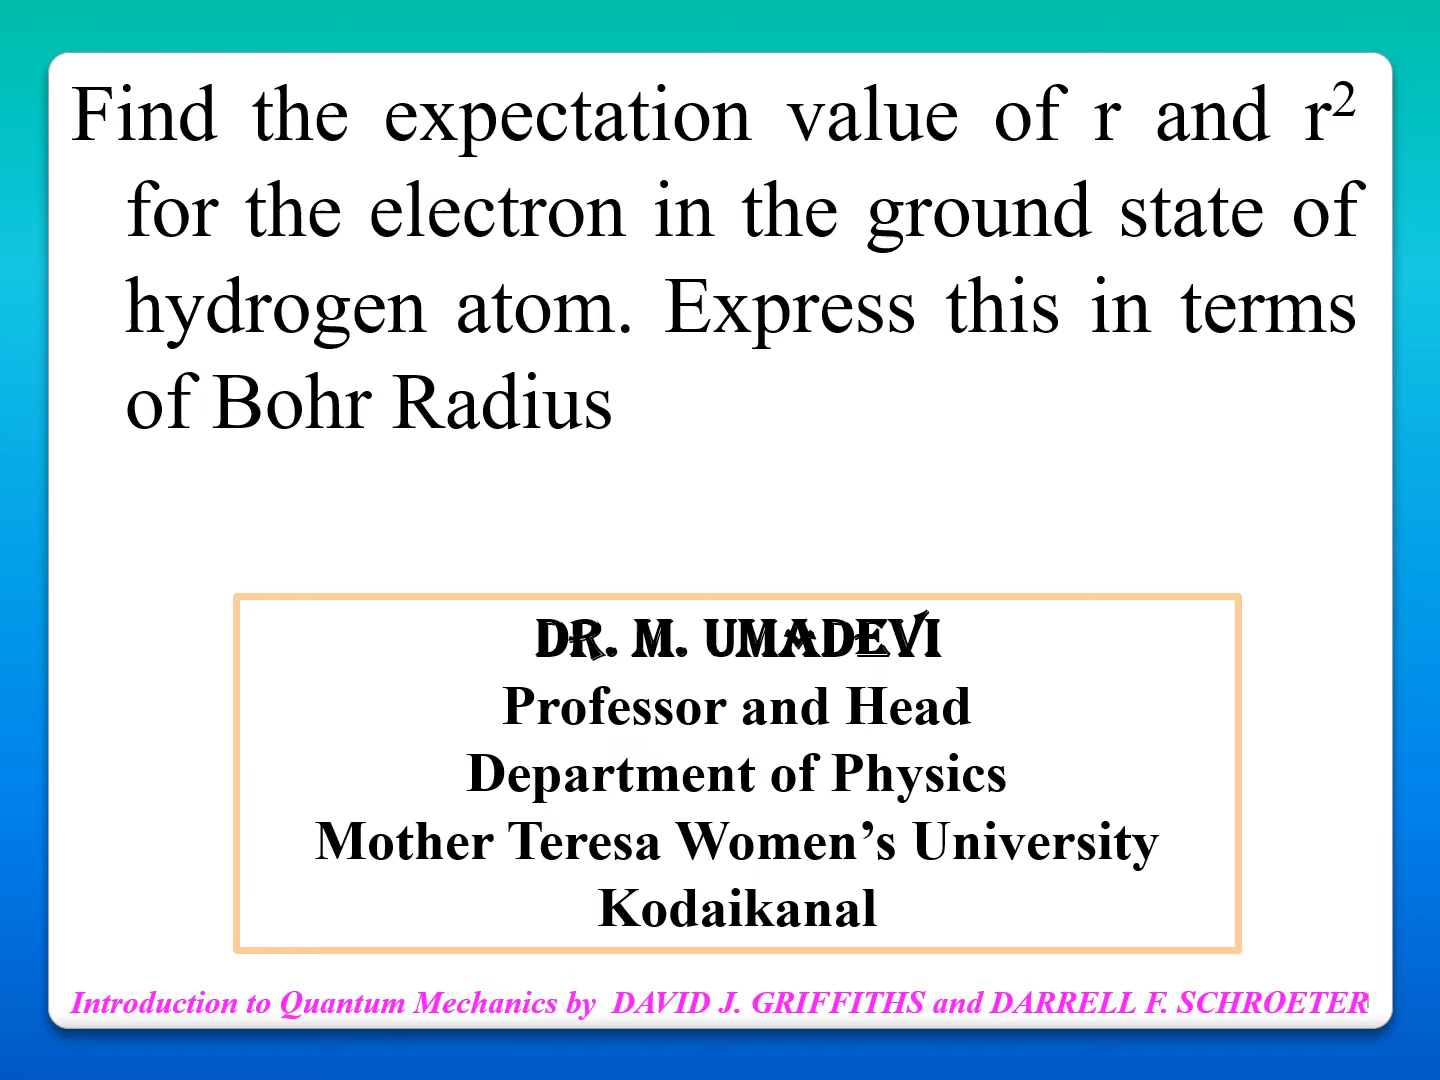 Find the expectation value of r and r²
for the electron in the ground state of
hydrogen atom. Express this in terms
of Bohr Radius
DR. M. UMADEVI
Professor and Head
Department of Physics
Mother Teresa Women’s University
Kodaikanal
Introduction to Quantum Mechanics by DAVID J. GRIFFITHS and DARRELL F. SCHROETER